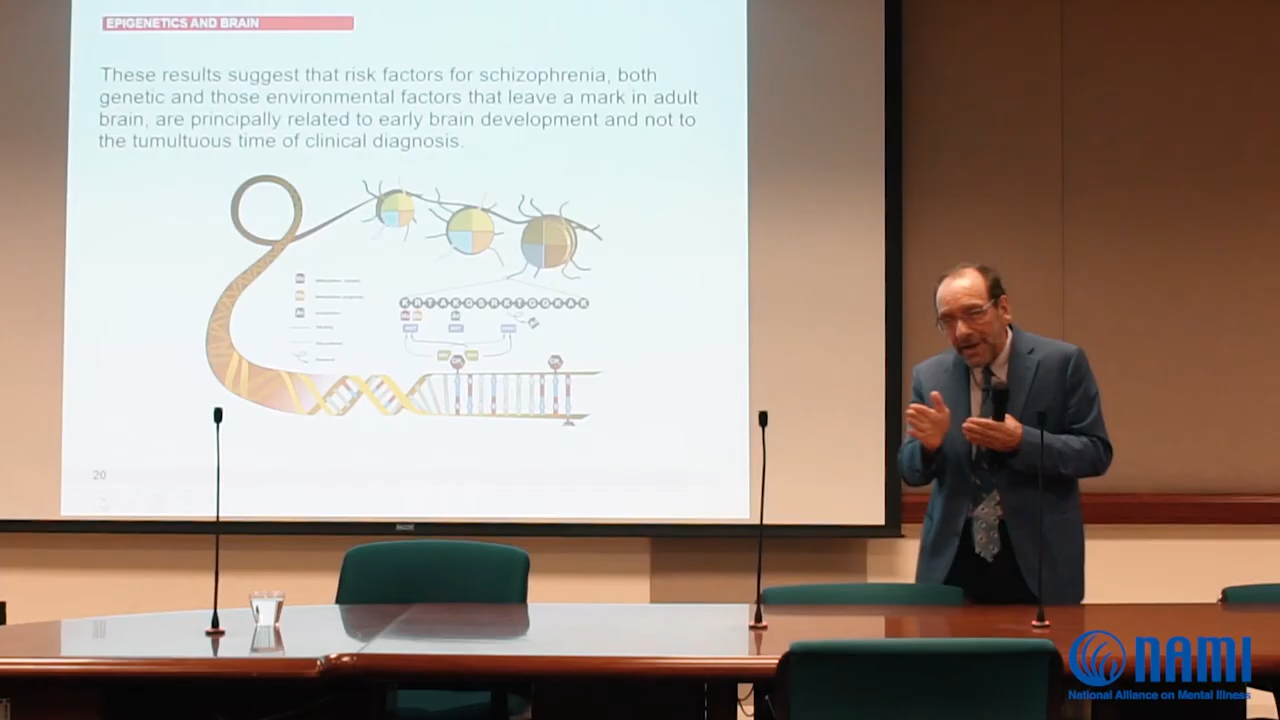 EPIGENETICS AND BRAIN
These results suggest that risk factors for schizophrenia, both
genetic and those environmental factors that leave a mark in adult
brain, are principally related to early brain development and not to
the tumultuous time of clinical diagnosis.
20
NAMI
National Alliance on Mental Illness